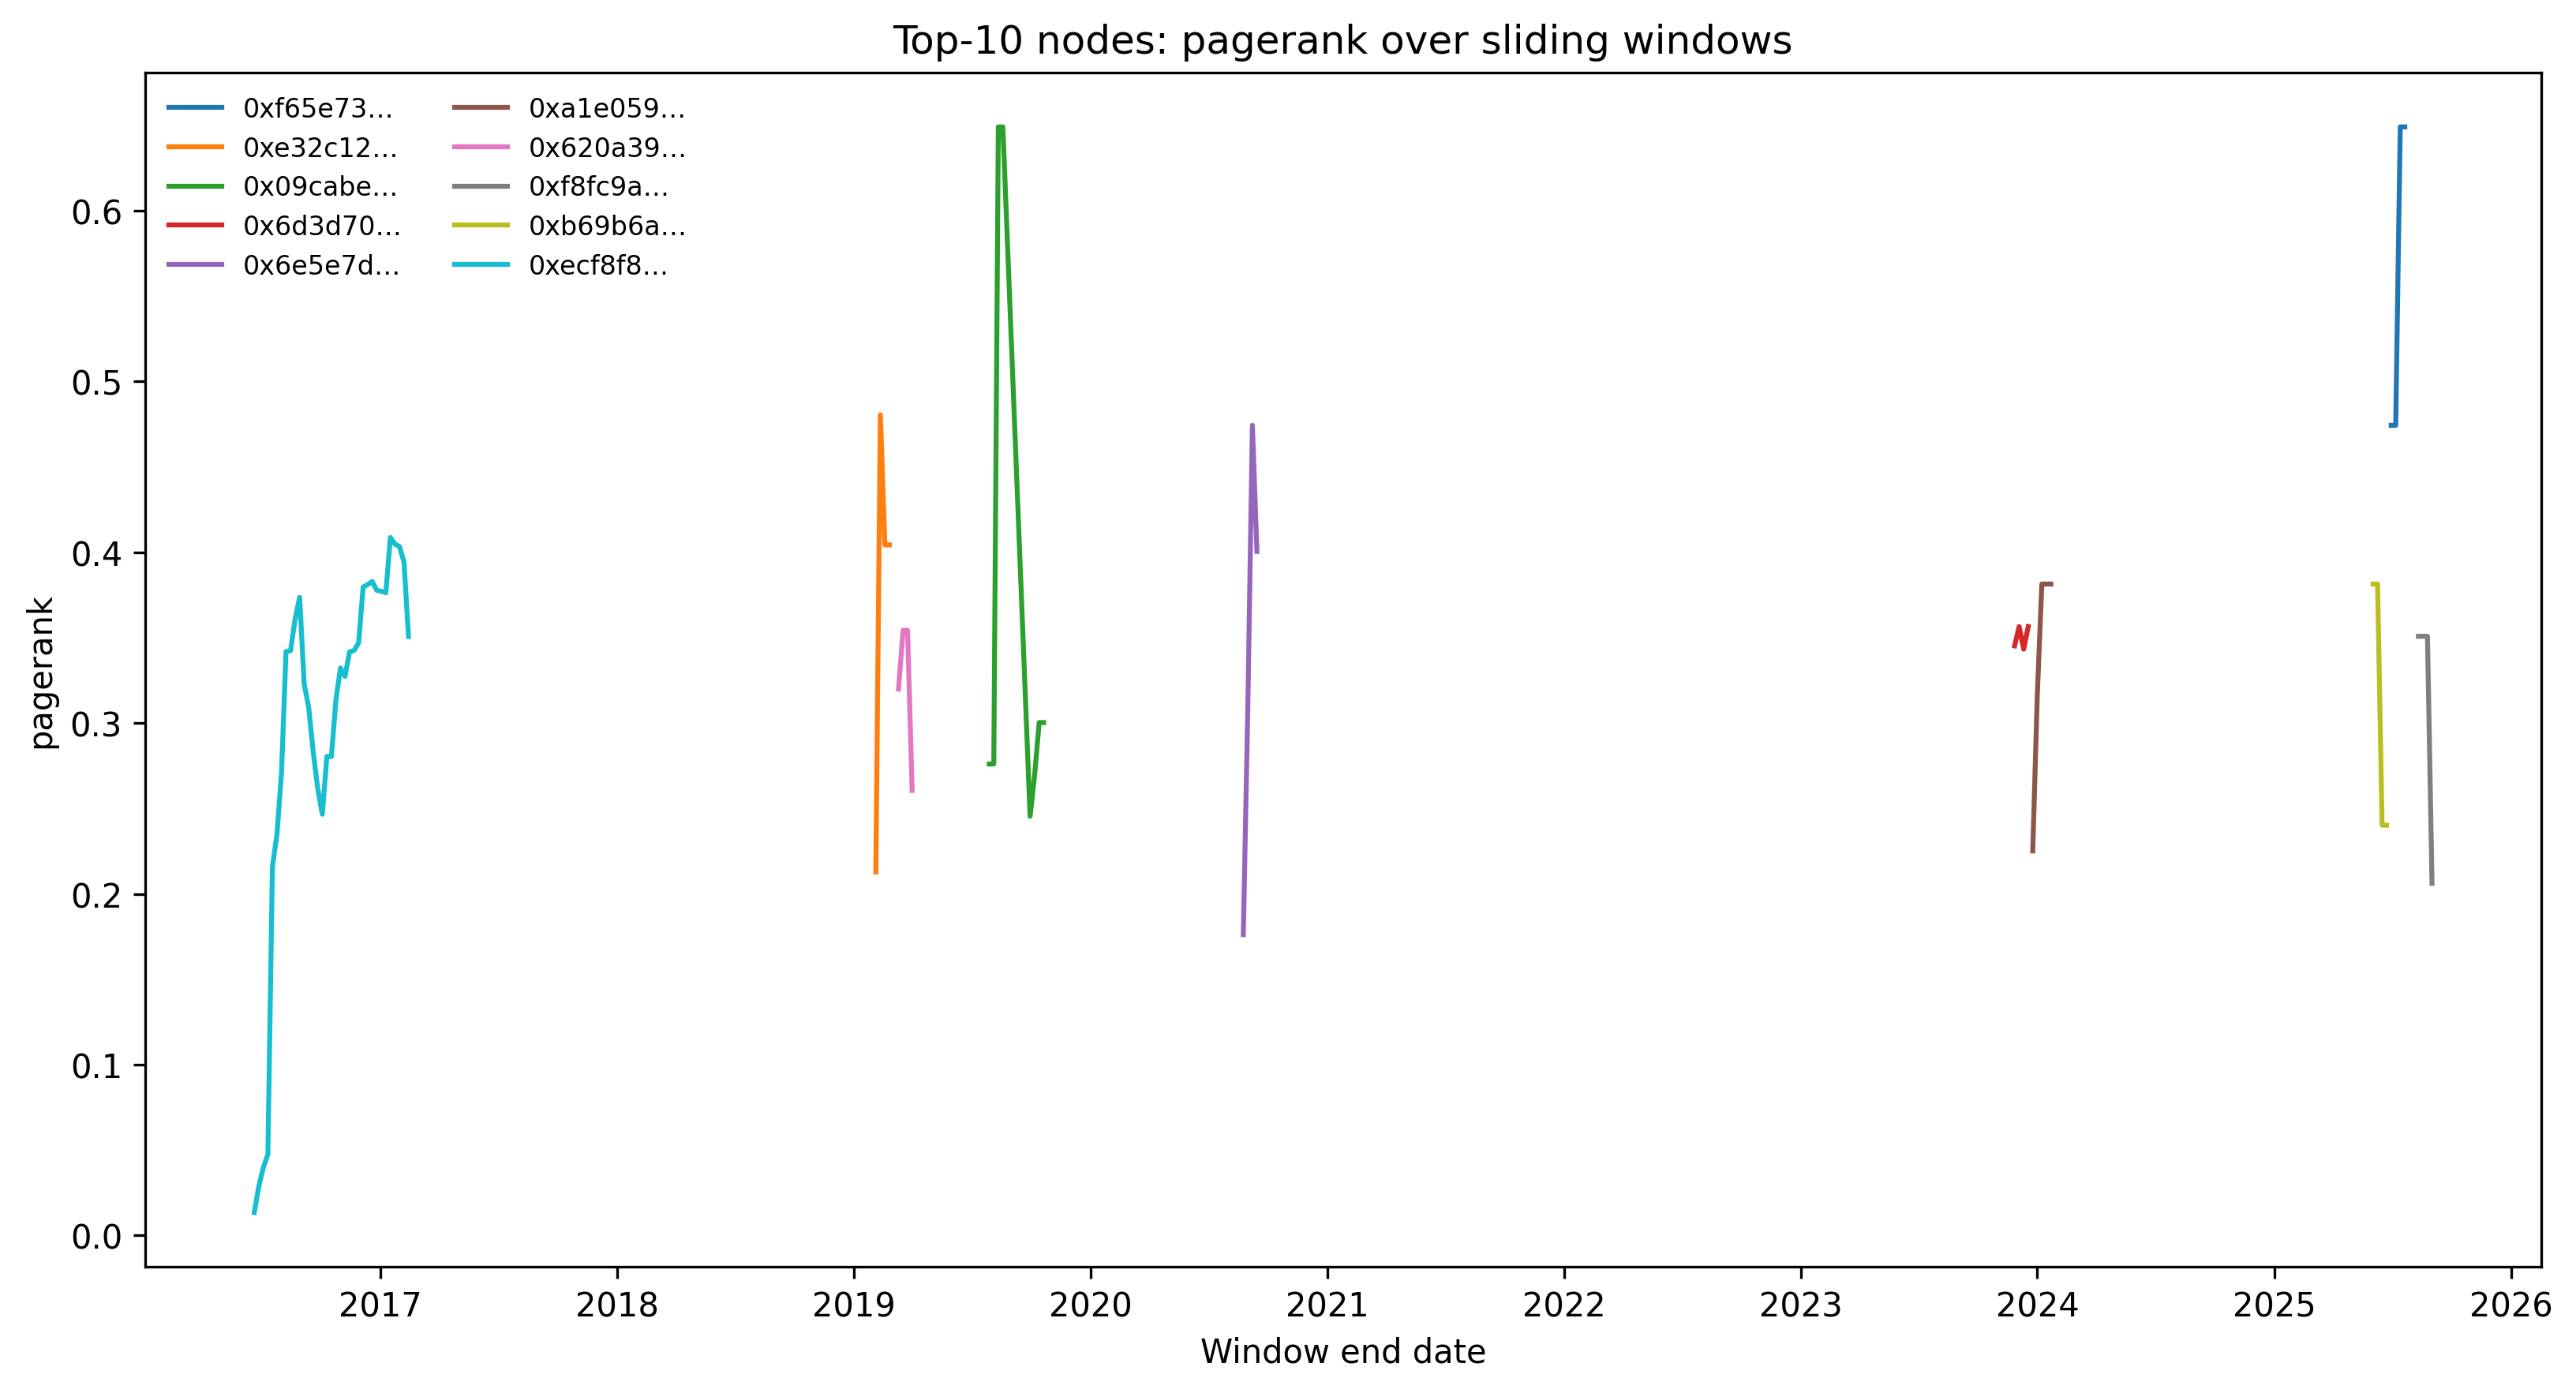 Top-10 nodes: pagerank over sliding windows
0xf65e73...
0xe32c12...
0x09cabe...
0x6d3d70...
0x6e5e7d...
0xa1e059...
0x620a39...
0xf8fc9a...
0xb69b6a...
0xecf8f8...
pagerank
0.6
0.5
0.4
0.3
0.2
0.1
0.0
2017 2018 2019 2020 2021 2022 2023 2024 2025 2026
Window end date